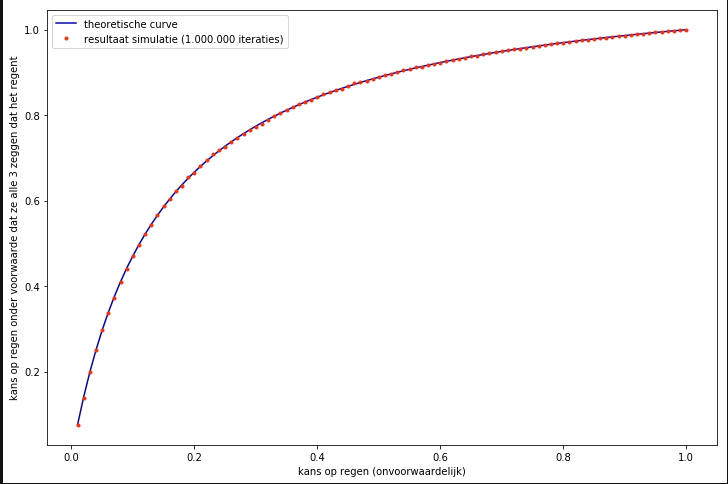 theoretische curve
resultaat simulatie (1.000.000 iteraties)
kans op regen onder voorwaarde dat ze alle 3 zeggen dat het regent
1.0
0.8
0.6
0.4
0.2
0.0 0.2 0.4 0.6 0.8 1.0
kans op regen (onvoorwaardelijk)